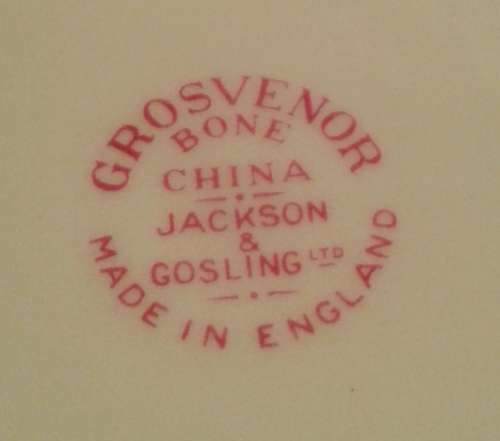 GROSVENOR
BONE
CHINA
JACKSON
&
GOSLING LTD
MADE IN ENGLAND